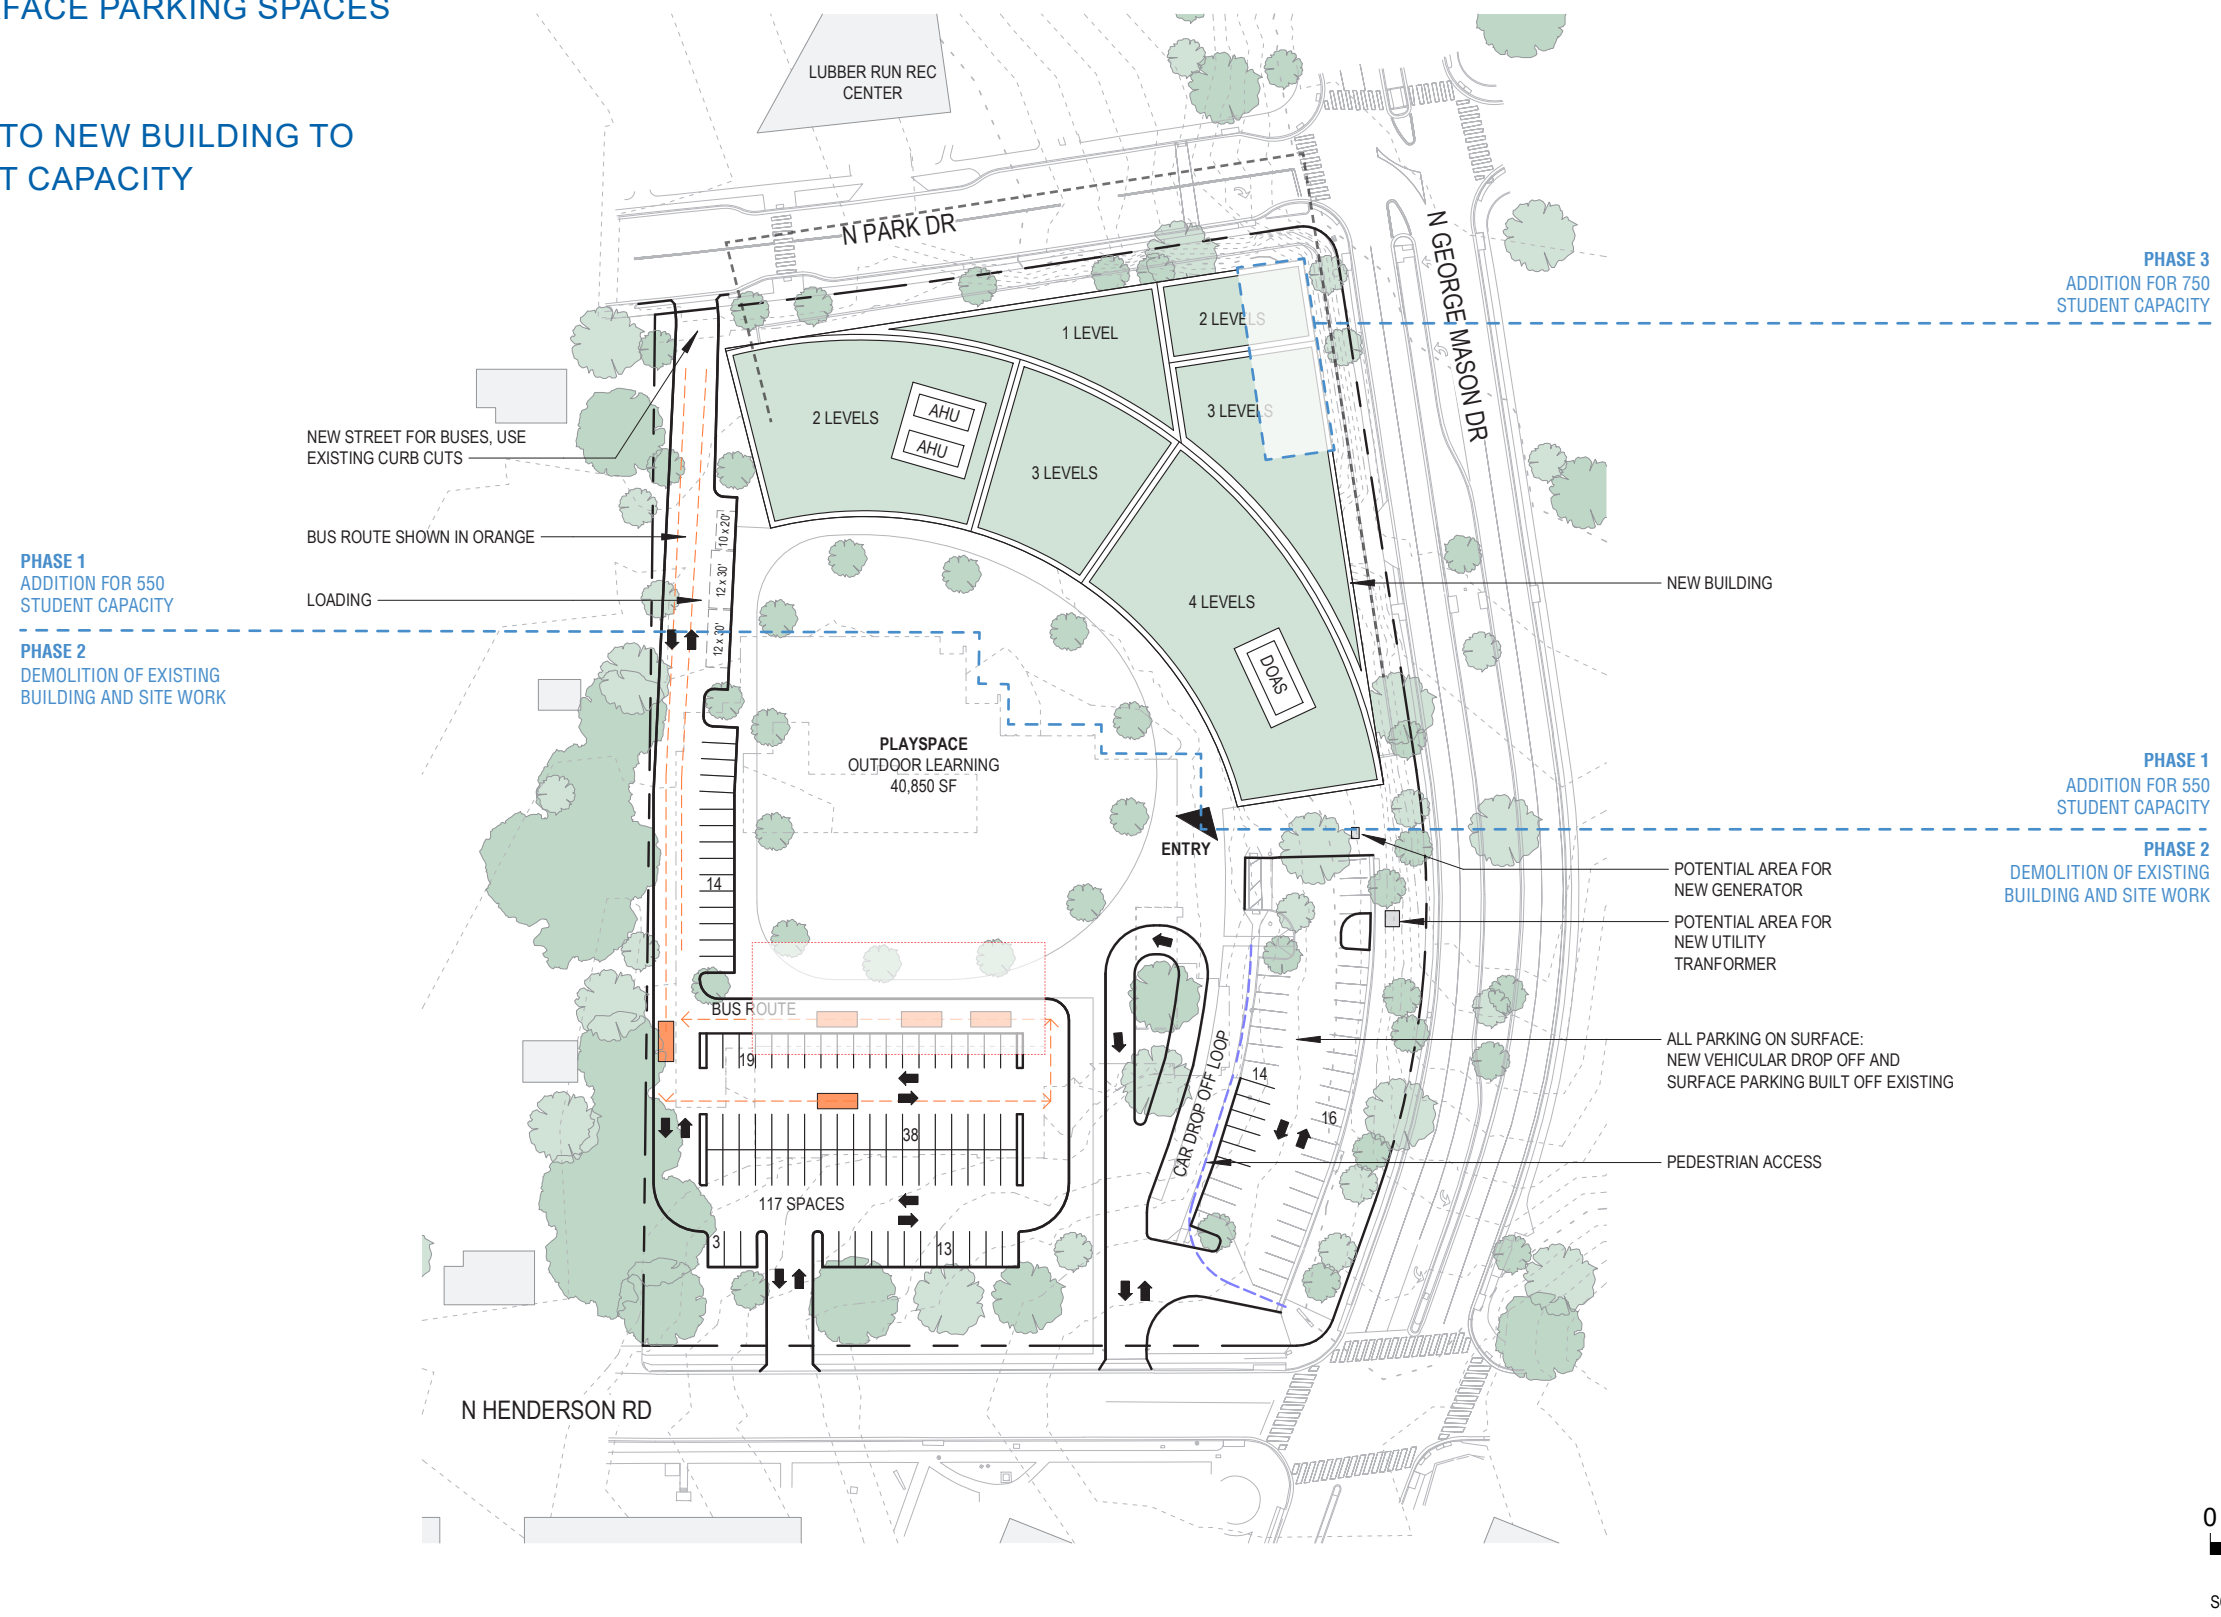 FACE PARKING SPACES
TO NEW BUILDING TO
T CAPACITY
LUBBER RUN REC
CENTER
N PARK DR
N GEORGE MASON DR
PHASE 3
ADDITION FOR 750
STUDENT CAPACITY
1 LEVEL
2 LEVELS
3 LEVELS
2 LEVELS
AHU
AHU
3 LEVELS
4 LEVELS
DOAS
NEW STREET FOR BUSES, USE
EXISTING CURB CUTS
BUS ROUTE SHOWN IN ORANGE
LOADING
10 x 20'
12 x 30'
12 x 30'
PHASE 1
ADDITION FOR 550
STUDENT CAPACITY
PHASE 2
DEMOLITION OF EXISTING
BUILDING AND SITE WORK
NEW BUILDING
PLAYSPACE
OUTDOOR LEARNING
40,850 SF
ENTRY
PHASE 1
ADDITION FOR 550
STUDENT CAPACITY
PHASE 2
DEMOLITION OF EXISTING
BUILDING AND SITE WORK
POTENTIAL AREA FOR
NEW GENERATOR
POTENTIAL AREA FOR
NEW UTILITY
TRANFORMER
ALL PARKING ON SURFACE:
NEW VEHICULAR DROP OFF AND
SURFACE PARKING BUILT OFF EXISTING
PEDESTRIAN ACCESS
14
BUS ROUTE
19
38
117 SPACES
3
13
CAR DROP OFF LOOP
14
16
N HENDERSON RD
0